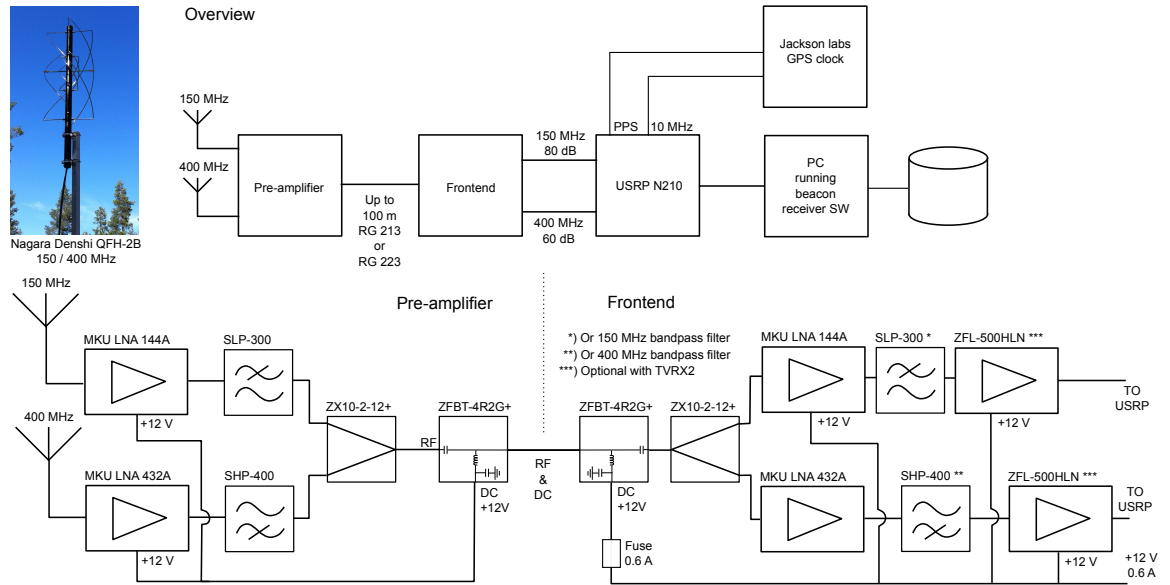 Overview
Jackson labs
GPS clock
150 MHz
PPS
10 MHz
150 MHz
80 dB
400 MHz
Pre-amplifier
Frontend
USRP N210
PC
running
beacon
receiver SW
Up to
100 m
RG 213
or
RG 223
400 MHz
60 dB
Nagara Denshi QFH-2B
150 / 400 MHz
150 MHz
Pre-amplifier
Frontend
*) Or 150 MHz bandpass filter
**) Or 400 MHz bandpass filter
***) Optional with TVRX2
MKU LNA 144A
SLP-300
MKU LNA 144A
SLP-300 *
ZFL-500HLN ***
TO
USRP
400 MHz
+12 V
ZX10-2-12+
ZFBT-4R2G+
ZFBT-4R2G+
ZX10-2-12+
+12 V
+12 V
RF
RF
&
DC
MKU LNA 432A
SHP-400
DC
+12V
DC
+12V
MKU LNA 432A
SHP-400 **
ZFL-500HLN ***
TO
USRP
+12 V
Fuse
0.6 A
+12 V
+12 V
+12 V
0.6 A